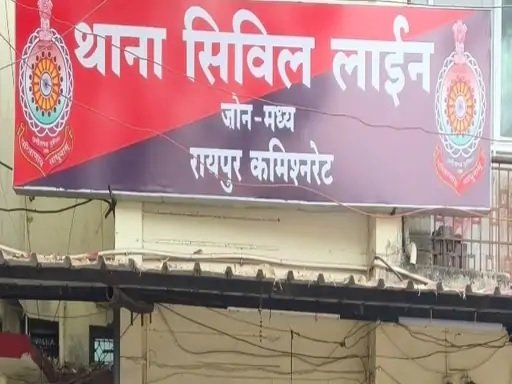 थाना सिविल लाईन
जोन-मध्य
रायपुर कमिश्नरेट